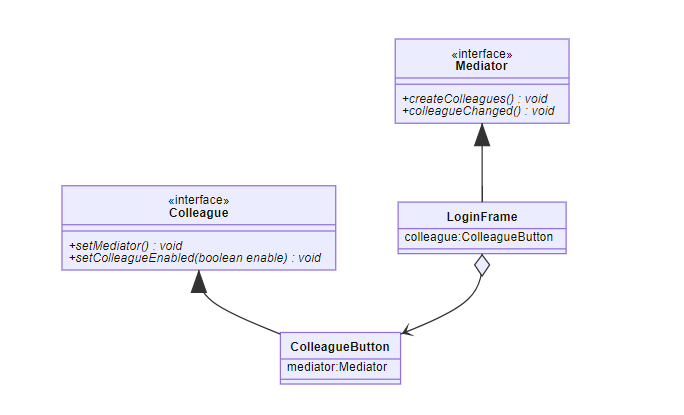 «interface»
Mediator
+createColleagues() : void
+colleagueChanged() : void
«interface»
Colleague
+setMediator() : void
+setColleagueEnabled(boolean enable) : void
LoginFrame
colleague:ColleagueButton
ColleagueButton
mediator:Mediator